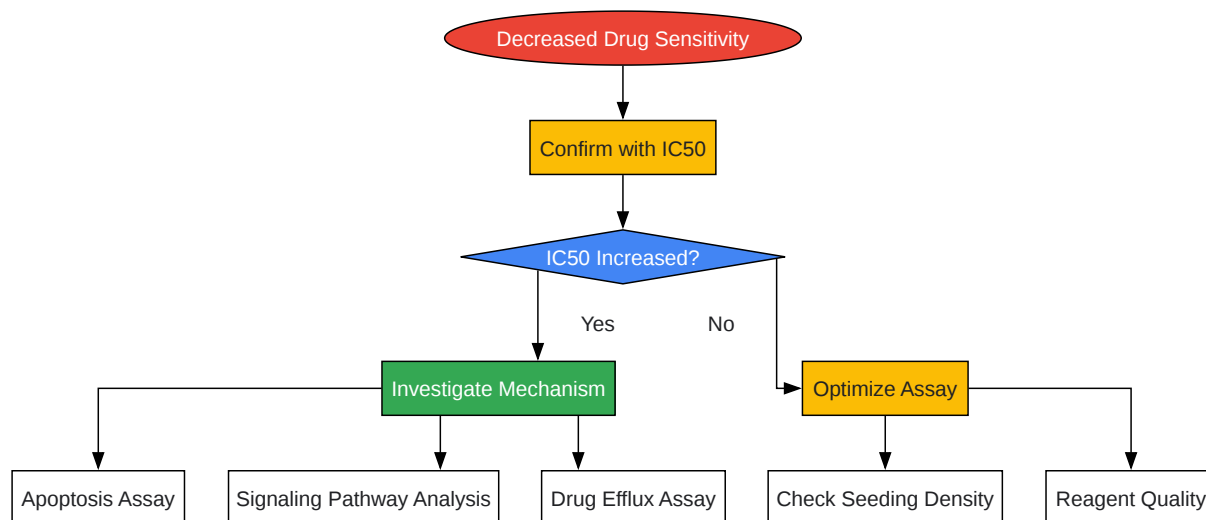 Decreased Drug Sensitivity
Confirm with IC50
IC50 Increased?
Yes
No
Investigate Mechanism
Optimize Assay
Apoptosis Assay
Signaling Pathway Analysis
Drug Efflux Assay
Check Seeding Density
Reagent Quality